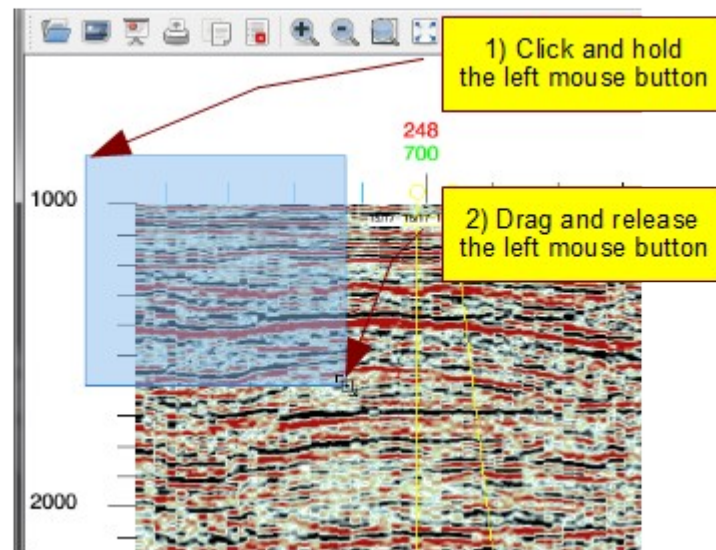 1) Click and hold
the left mouse button
248
700
1000
2) Drag and release
the left mouse button
2000